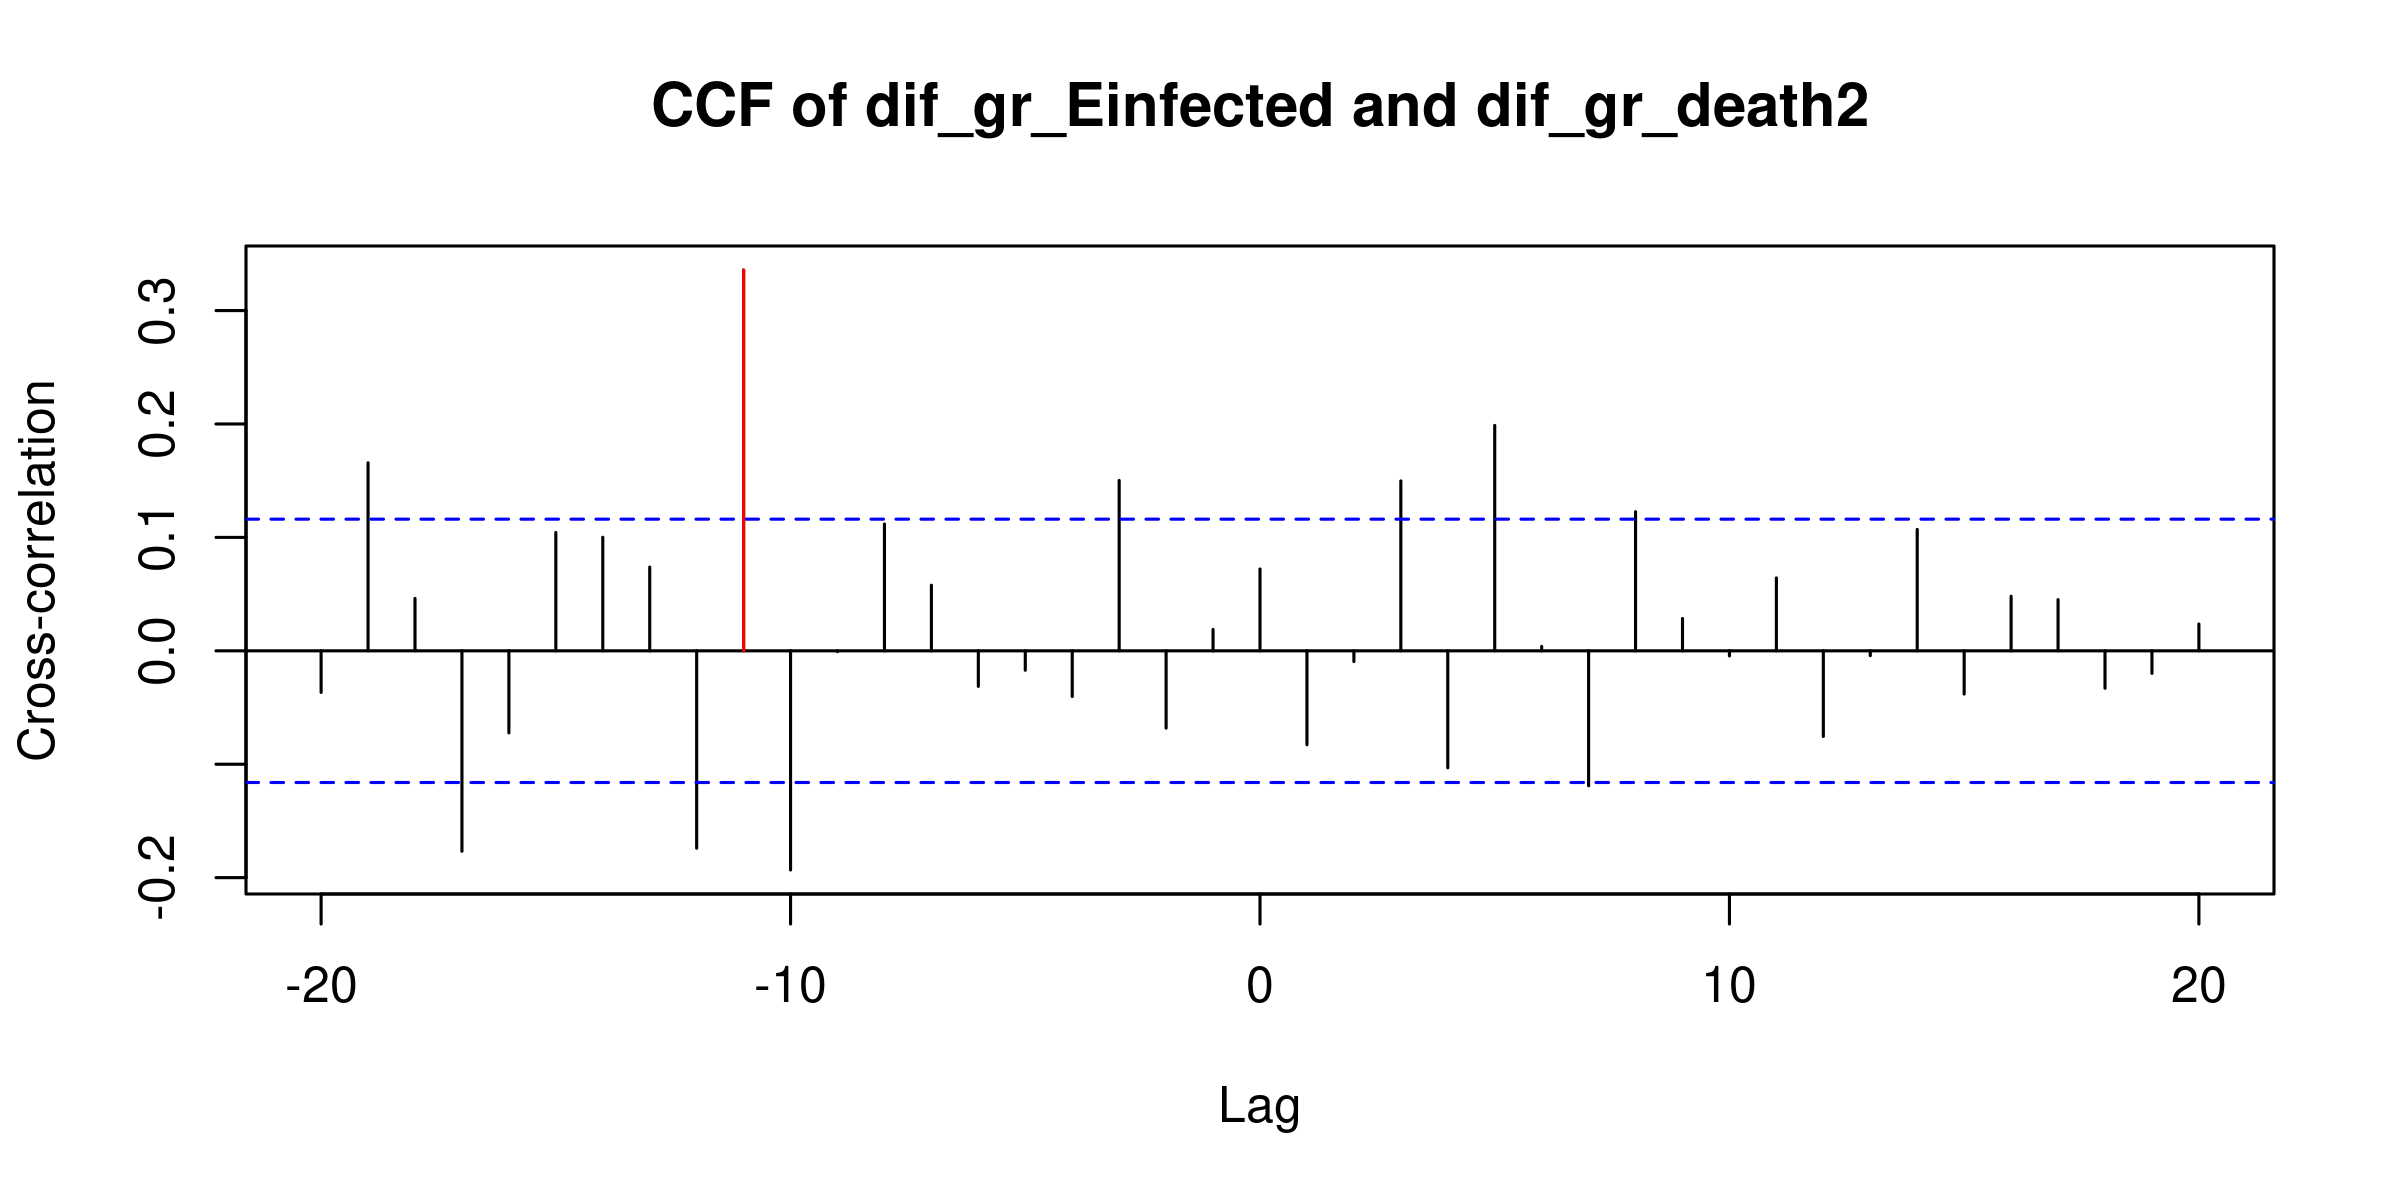 CCF of dif_gr_Einfected and dif_gr_death2
Cross-correlation
0.3
0.2
0.1
0.0
-0.2
-20 -10 0 10 20
Lag